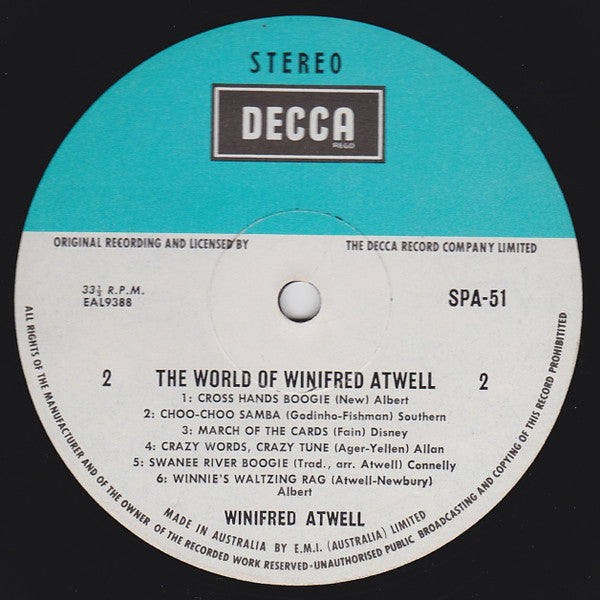 STEREO
DECCA
REGD
ORIGINAL RECORDING AND LICENSED BY THE DECCA RECORD COMPANY LIMITED
33⅓ R.P.M.
EAL9388
SPA-51
2 THE WORLD OF WINIFRED ATWELL 2
1: CROSS HANDS BOOGIE (New) Albert
2: CHOO-CHOO SAMBA (Godinho-Fishman) Southern
3: MARCH OF THE CARDS (Fain) Disney
4: CRAZY WORDS, CRAZY TUNE (Ager-Yellen) Allan
5: SWANEE RIVER BOOGIE (Trad., arr. Atwell) Connelly
6: WINNIE'S WALTZING RAG (Atwell-Newbury)
Albert
WINIFRED ATWELL
MADE IN AUSTRALIA BY E.M.I. (AUSTRALIA) LIMITED
ALL RIGHTS OF THE MANUFACTURER AND OF THE OWNER OF THE RECORDED WORK RESERVED·UNAUTHORISED PUBLIC BROADCASTING AND COPYING OF THIS RECORD PROHIBITITED